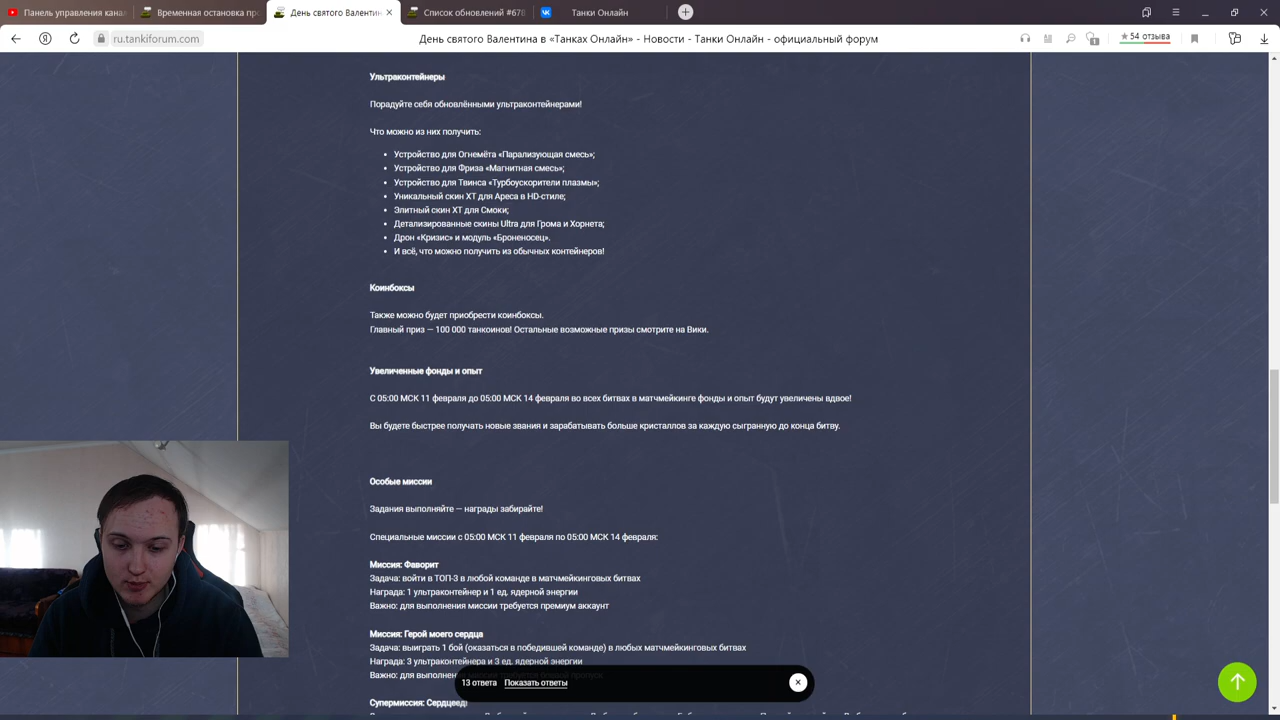 Панель управления канал
Временная остановка про
День святого Валентин
Список обновлений #678
Танки Онлайн
ru.tankiforum.com
День святого Валентина в «Танках Онлайн» - Новости - Танки Онлайн - официальный форум
54 отзыва
Ультраконтейнеры
Порадуйте себя обновлёнными ультраконтейнерами!
Что можно из них получить:
Устройство для Огнемёта «Парализующая смесь»;
Устройство для Фриза «Магнитная смесь»;
Устройство для Твинса «Турбоускорители плазмы»;
Уникальный скин XT для Ареса в HD-стиле;
Элитный скин XT для Смоки;
Детализированные скины Ultra для Грома и Хорнета;
Дрон «Кризис» и модуль «Броненосец».
И всё, что можно получить из обычных контейнеров!
Коинбоксы
Также можно будет приобрести коинбоксы.
Главный приз — 100 000 танкоинов! Остальные возможные призы смотрите на Вики.
Увеличенные фонды и опыт
С 05:00 МСК 11 февраля до 05:00 МСК 14 февраля во всех битвах в матчмейкинге фонды и опыт будут увеличены вдвое!
Вы будете быстрее получать новые звания и зарабатывать больше кристаллов за каждую сыгранную до конца битву.
Особые миссии
Задания выполняйте — награды забирайте!
Специальные миссии с 05:00 МСК 11 февраля по 05:00 МСК 14 февраля:
Миссия: Фаворит
Задача: войти в ТОП-3 в любой команде в матчмейкинговых битвах
Награда: 1 ультраконтейнер и 1 ед. ядерной энергии
Важно: для выполнения миссии требуется премиум аккаунт
Миссия: Герой моего сердца
Задача: выиграть 1 бой (оказаться в победившей команде) в любых матчмейкинговых битвах
Награда: 3 ультраконтейнера и 3 ед. ядерной энергии
Важно: для выполнен
13 ответа Показать ответы
Супермиссия: Сердцеед!